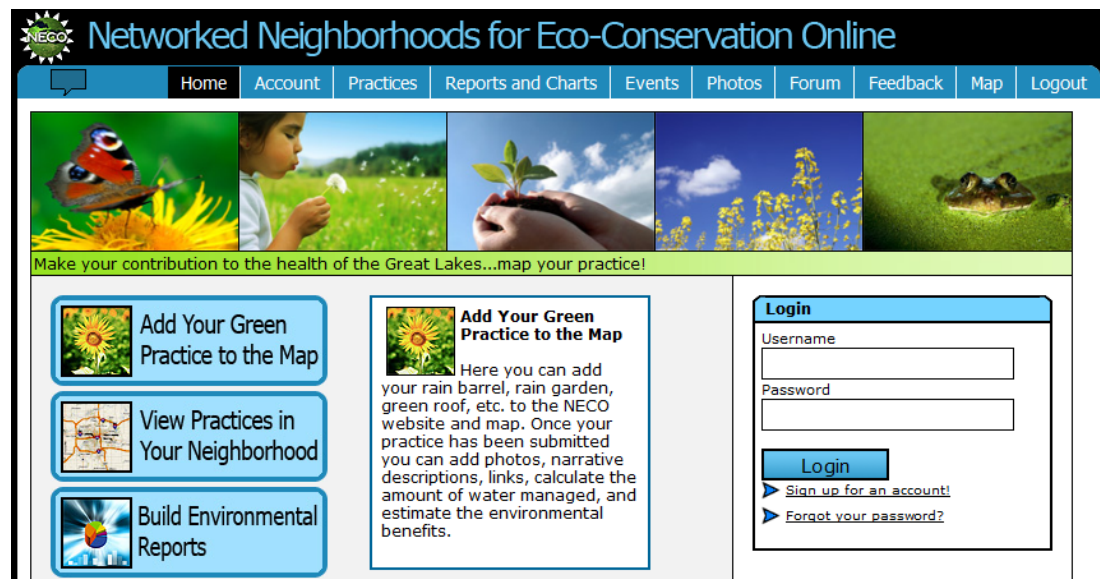 NECO
Networked Neighborhoods for Eco-Conservation Online
Home Account Practices Reports and Charts Events Photos Forum Feedback Map Logout
Make your contribution to the health of the Great Lakes...map your practice!
Add Your Green
Practice to the Map
View Practices in
Your Neighborhood
Build Environmental
Reports
Add Your Green
Practice to the Map
Here you can add
your rain barrel, rain garden,
green roof, etc. to the NECO
website and map. Once your
practice has been submitted
you can add photos, narrative
descriptions, links, calculate the
amount of water managed, and
estimate the environmental
benefits.
Login
Username
Password
Login
Sign up for an account!
Forgot your password?